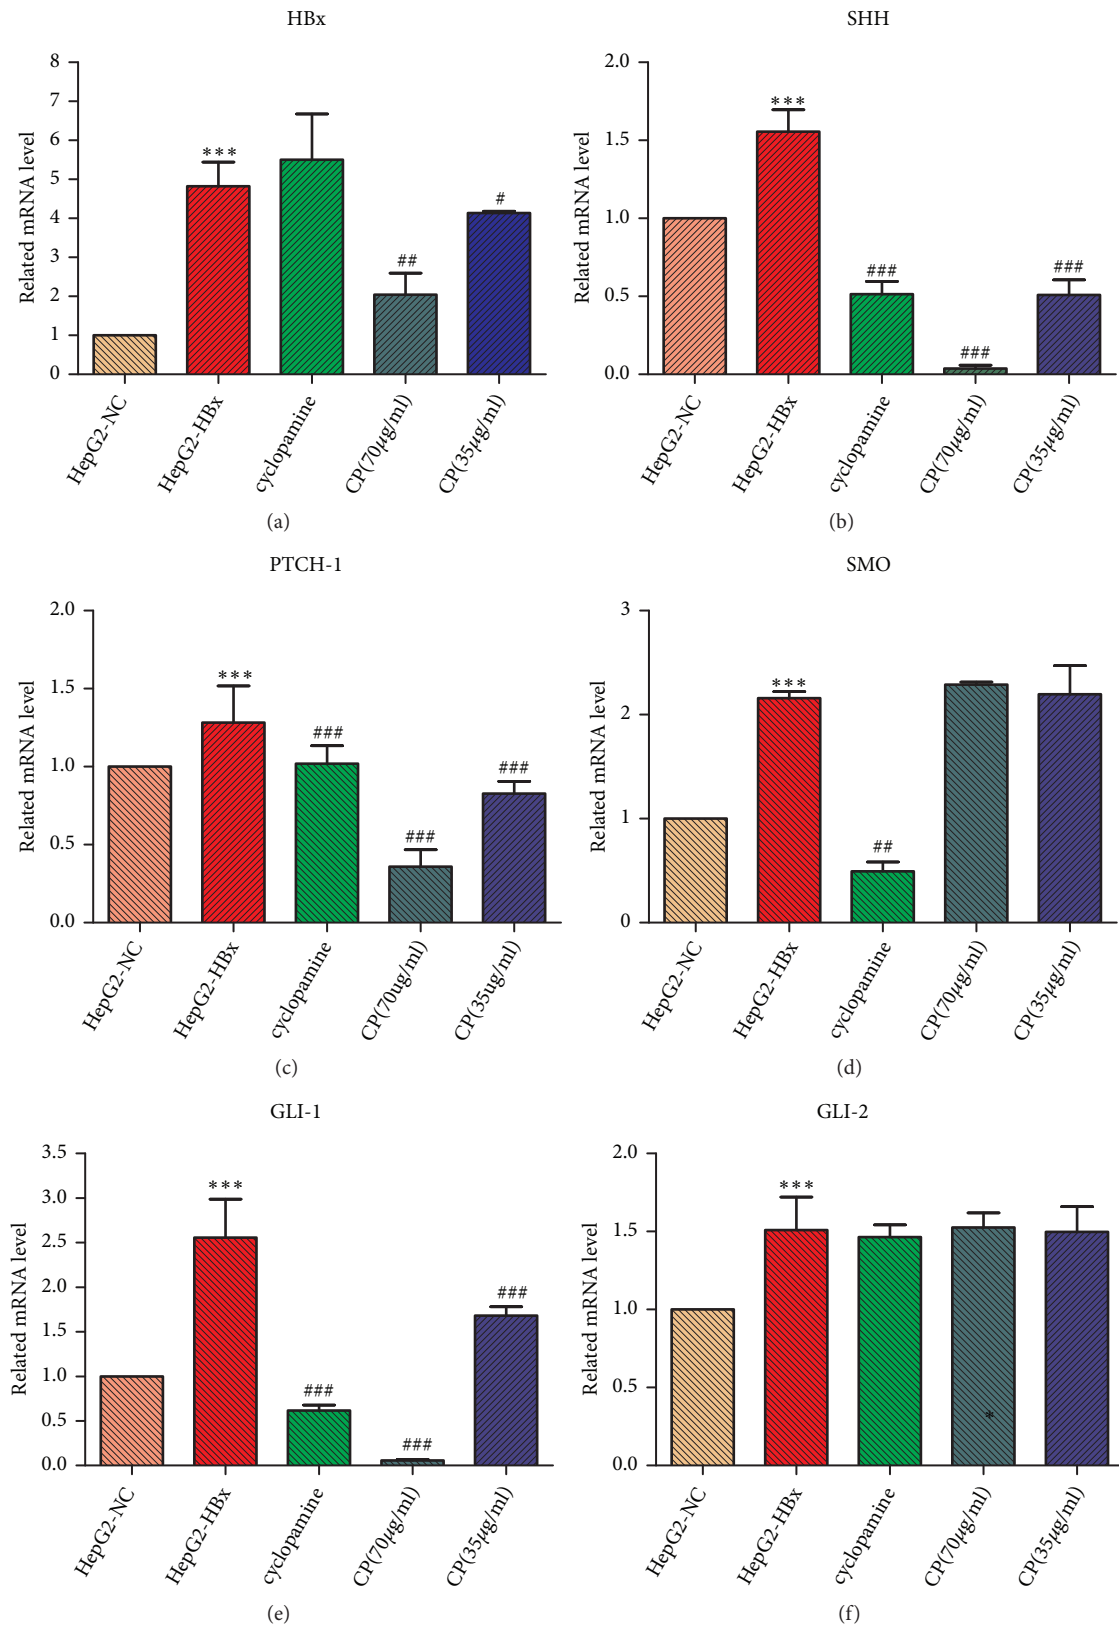 HBx
Related mRNA level
8
7
6
5
4
3
2
1
0
***
##
#
HepG2-NC
HepG2-HBx
cyclopamine
CP(70μg/ml)
CP(35μg/ml)
(a)
SHH
Related mRNA level
2.0
1.5
1.0
0.5
0.0
***
###
###
###
HepG2-NC
HepG2-HBx
cyclopamine
CP(70μg/ml)
CP(35μg/ml)
(b)
PTCH-1
Related mRNA level
2.0
1.5
1.0
0.5
0.0
***
###
###
###
HepG2-NC
HepG2-HBx
cyclopamine
CP(70ug/ml)
CP(35ug/ml)
(c)
SMO
Related mRNA level
3
2
1
0
***
##
HepG2-NC
HepG2-HBx
cyclopamine
CP(70μg/ml)
CP(35μg/ml)
(d)
GLI-1
Related mRNA level
3.5
3.0
2.5
2.0
1.5
1.0
0.5
0.0
***
###
###
###
HepG2-NC
HepG2-HBx
cyclopamine
CP(70μg/ml)
CP(35μg/ml)
(e)
GLI-2
Related mRNA level
2.0
1.5
1.0
0.5
0.0
***
*
HepG2-NC
HepG2-HBx
cyclopamine
CP(70μg/ml)
CP(35μg/ml)
(f)